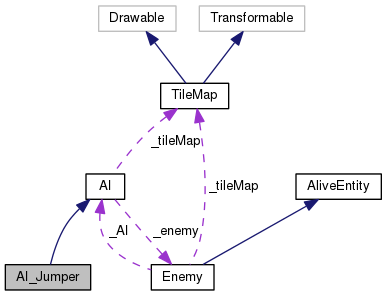 Drawable
Transformable
TileMap
_tileMap
_tileMap
AI
AliveEntity
_AI
_enemy
AI_Jumper
Enemy